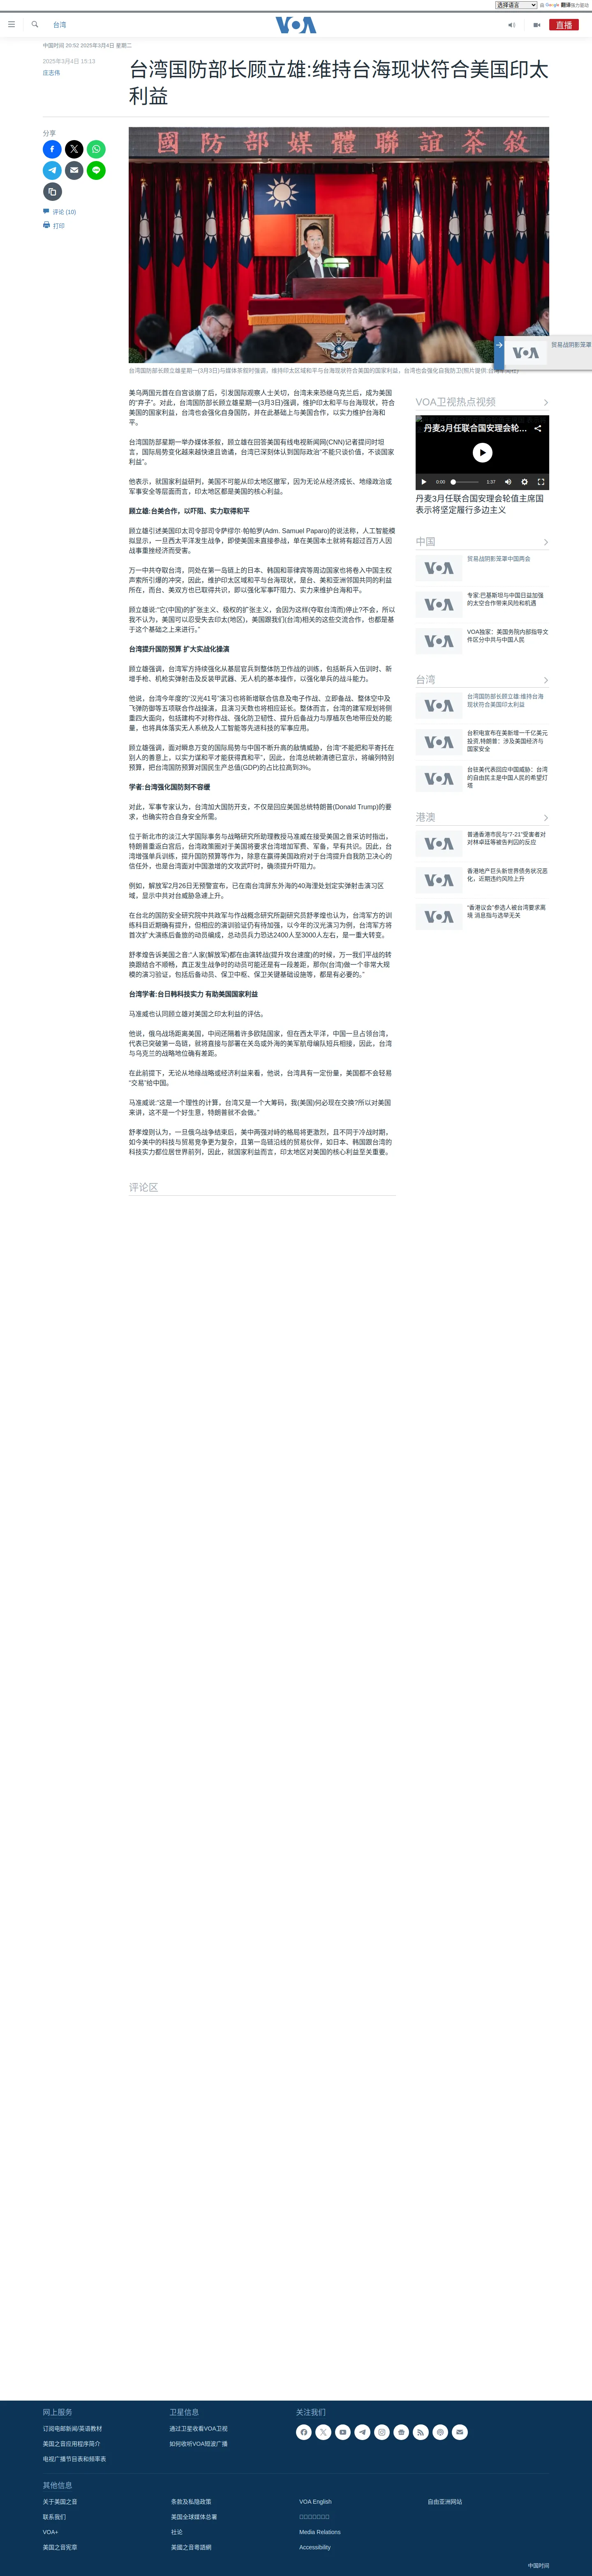 选择语言 由 Google 翻译强力驱动
台湾
VOA
直播
中国时间 20:52 2025年3月4日 星期二
2025年3月4日 15:13
庄志伟
台湾国防部长顾立雄:维持台海现状符合美国印太
利益
分享
评论 (10)
打印
國防部媒體聯誼茶敘
台湾国防部长顾立雄星期一(3月3日)与媒体茶叙时强调，维持印太区域和平与台海现状符合美国的国家利益，台湾也会强化自我防卫(照片提供:台湾军闻社)
贸易战阴影笼罩
美乌两国元首在白宫谈崩了后，引发国际观察人士关切，台湾未来恐继乌克兰后，成为美国
的“弃子”。对此，台湾国防部部长顾立雄星期一(3月3日)强调，维护印太和平与台海现状，符合
美国的国家利益，台湾也会强化自身国防，并在此基础上与美国合作，以实力维护台海和
平。
台湾国防部星期一举办媒体茶叙，顾立雄在回答美国有线电视新闻网(CNN)记者提问时坦
言，国际局势变化越来越快速且诡谲，台湾已深刻体认到国际政治“不能只谈价值，不谈国家
利益”。
他表示，就国家利益研判，美国不可能从印太地区撤军，因为无论从经济成长、地缘政治或
军事安全等层面而言，印太地区都是美国的核心利益。
顾立雄:台美合作，以吓阻、实力取得和平
顾立雄引述美国印太司令部司令萨缪尔·帕帕罗(Adm. Samuel Paparo)的说法称，人工智能模
拟显示，一旦西太平洋发生战争，即使美国未直接参战，单在美国本土就将有超过百万人因
战事重挫经济而受害。
万一中共夺取台湾，同处在第一岛链上的日本、韩国和菲律宾等周边国家也将卷入中国主权
声索所引爆的冲突，因此，维护印太区域和平与台海现状，是台、美和亚洲邻国共同的利益
所在，而台、美双方也已取得共识，即以强化军事吓阻力、实力来维护台海和平。
顾立雄说:“它(中国)的扩张主义、极权的扩张主义，会因为这样(夺取台湾而)停止?不会，所以
我不认为，美国可以忍受失去印太(地区)，美国跟我们(台湾)相关的这些交流合作，也都是基
于这个基础之上来进行。”
台湾提升国防预算 扩大实战化操演
顾立雄强调，台湾军方持续强化从基层官兵到整体防卫作战的训练，包括新兵入伍训时、新
增手枪、机枪实弹射击及反装甲武器、无人机的基本操作，以强化单兵的战斗能力。
他说，台湾今年度的“汉光41号”演习也将新增联合信息及电子作战、立即备战、整体空中及
飞弹防御等五项联合作战操演，且演习天数也将相应延长。整体而言，台湾的建军规划将侧
重四大面向，包括建构不对称作战、强化防卫韧性、提升后备战力与厚植灰色地带应处的能
量，也将具体落实无人系统及人工智能等先进科技的军事应用。
顾立雄强调，面对瞬息万变的国际局势与中国不断升高的敌情威胁，台湾“不能把和平寄托在
别人的善意上，以实力谋和平才能获得真和平”，因此，台湾总统赖清德已宣示，将编列特别
预算，把台湾国防预算对国民生产总值(GDP)的占比拉高到3%。
学者:台湾强化国防刻不容缓
对此，军事专家认为，台湾加大国防开支，不仅是回应美国总统特朗普(Donald Trump)的要
求，也确实符合自身安全所需。
位于新北市的淡江大学国际事务与战略研究所助理教授马准威在接受美国之音采访时指出，
特朗普重返白宫后，台湾政策圈对于美国将要求台湾增加军费、军备，早有共识。因此，台
湾增强单兵训练，提升国防预算等作为，除意在赢得美国政府对于台湾提升自我防卫决心的
信任外，也是台湾面对中国激增的文攻武吓时，确须提升吓阻力。
例如，解放军2月26日无预警宣布，已在南台湾屏东外海的40海浬处划定实弹射击演习区
域，显示中共对台威胁急遽上升。
在台北的国防安全研究院中共政军与作战概念研究所副研究员舒孝煌也认为，台湾军方的训
练科目近期确有提升，但相应的演训验证仍有待加强，以今年的汉光演习为例，台湾军方将
首次扩大演练后备旅的动员编成，总动员兵力恐达2400人至3000人左右，是一重大转变。
舒孝煌告诉美国之音:“人家(解放军)都在由演转战(提升攻台速度)的时候，万一我们平战的转
换跟结合不顺畅，真正发生战争时的动员可能还是有一段差距，那你(台湾)做一个非常大规
模的演习验证，包括后备动员、保卫中枢、保卫关键基础设施等，都是有必要的。”
台湾学者:台日韩科技实力 有助美国国家利益
马准威也认同顾立雄对美国之印太利益的评估。
他说，俄乌战场距离美国，中间还隔着许多欧陆国家，但在西太平洋，中国一旦占领台湾，
代表已突破第一岛链，就将直接与部署在关岛或外海的美军航母编队短兵相接，因此，台湾
与乌克兰的战略地位确有差距。
在此前提下，无论从地缘战略或经济利益来看，他说，台湾具有一定份量，美国都不会轻易
“交易”给中国。
马准威说:“这是一个理性的计算，台湾又是一个大筹码，我(美国)何必现在交换?所以对美国
来讲，这不是一个好生意，特朗普就不会做。”
舒孝煌则认为，一旦俄乌战争结束后，美中两强对峙的格局将更激烈，且不同于冷战时期，
如今美中的科技与贸易竞争更为复杂，且第一岛链沿线的贸易伙伴，如日本、韩国跟台湾的
科技实力都位居世界前列，因此，就国家利益而言，印太地区对美国的核心利益至关重要。
评论区
VOA卫视热点视频
丹麦3月任联合国安理会轮...
0:00 1:37
丹麦3月任联合国安理会轮值主席国
表示将坚定履行多边主义
中国
贸易战阴影笼罩中国两会
专家:巴基斯坦与中国日益加强
的太空合作带来风险和机遇
VOA独家：美国务院内部指导文
件区分中共与中国人民
台湾
台湾国防部长顾立雄:维持台海
现状符合美国印太利益
台积电宣布在美新增一千亿美元
投资,特朗普：涉及美国经济与
国家安全
台驻美代表回应中国威胁：台湾
的自由民主是中国人民的希望灯
塔
港澳
普通香港市民与“7-21”受害者对
对林卓廷等被告判囚的反应
香港地产巨头新世界债务状况恶
化，近期违约风险上升
“香港议会”参选人被台湾要求离
境 消息指与选举无关
网上服务
订阅电邮新闻/英语教材
美国之音应用程序简介
电视广播节目表和频率表
卫星信息
通过卫星收看VOA卫视
如何收听VOA短波广播
关注我们
其他信息
关于美国之音
联系我们
VOA+
美国之音宪章
条款及私隐政策
美国全球媒体总署
社论
美國之音粵語網
VOA English
Media Relations
Accessibility
自由亚洲网站
中国时间